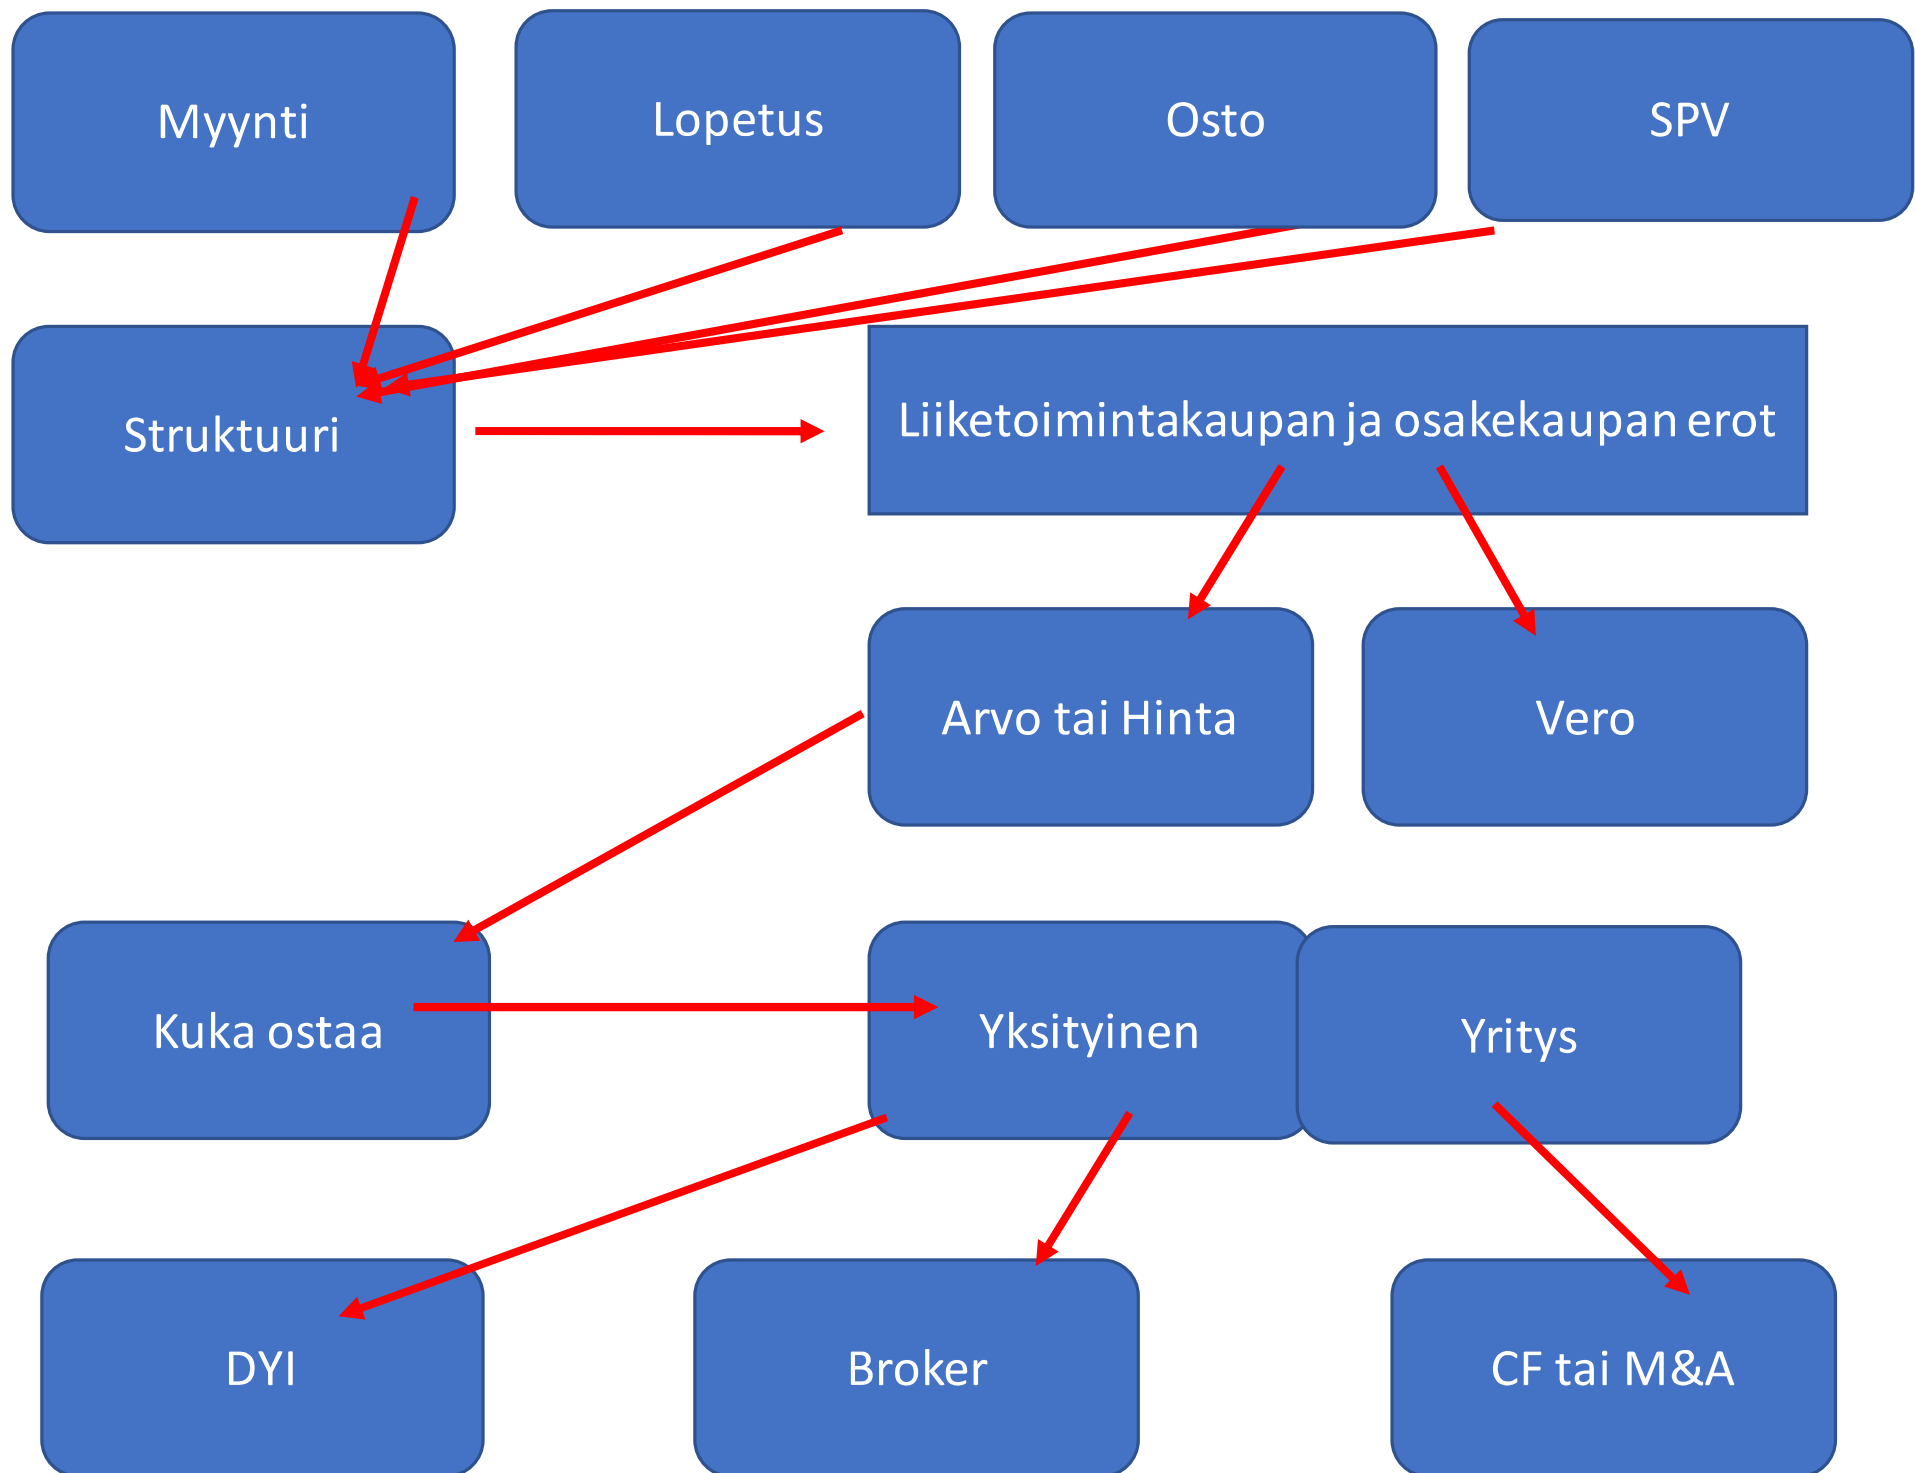 Myynti
Lopetus
Osto
SPV
Struktuuri
Liiketoimintakaupan ja osakekaupan erot
Arvo tai Hinta
Vero
Kuka ostaa
Yksityinen
Yritys
DYI
Broker
CF tai M&A